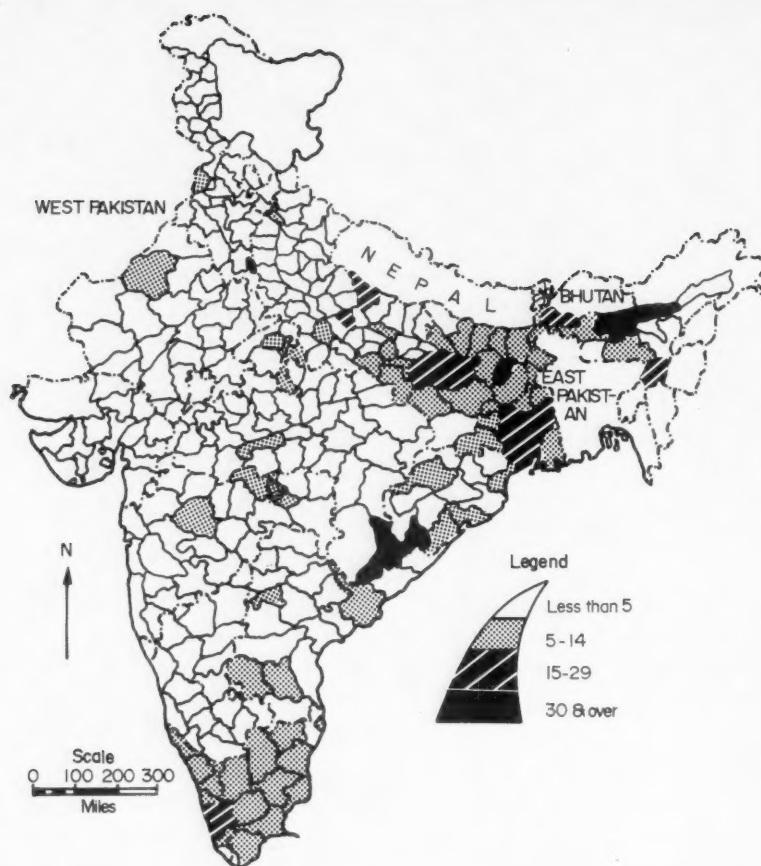 WEST PAKISTAN
NEPAL
BHUTAN
EAST
PAKIST-
AN
N
Legend
Less than 5
5-14
15-29
30 & over
Scale
0 100 200 300
Miles